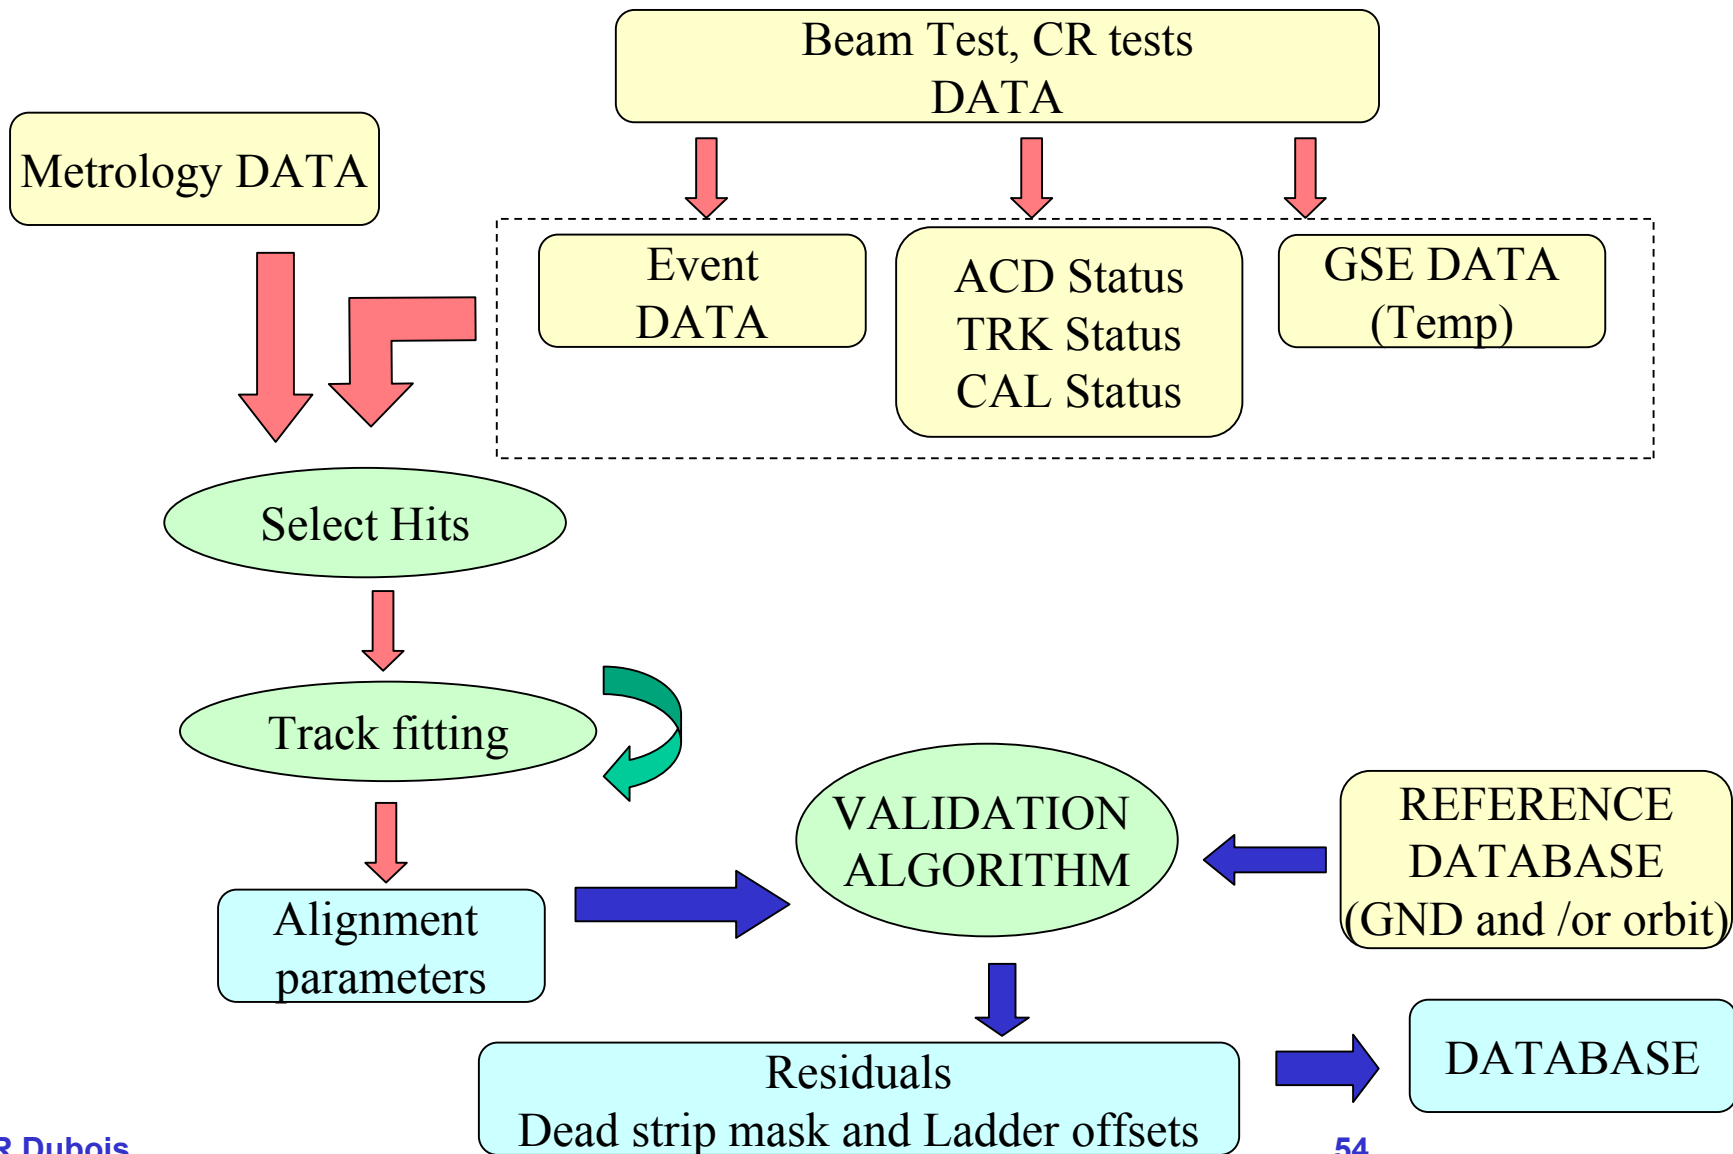 Beam Test, CR tests
DATA
Metrology DATA
Event
DATA
ACD Status
TRK Status
CAL Status
GSE DATA
(Temp)
Select Hits
Track fitting
VALIDATION
ALGORITHM
REFERENCE
DATABASE
(GND and /or orbit)
Alignment
parameters
Residuals
Dead strip mask and Ladder offsets
DATABASE
R Dubois
54